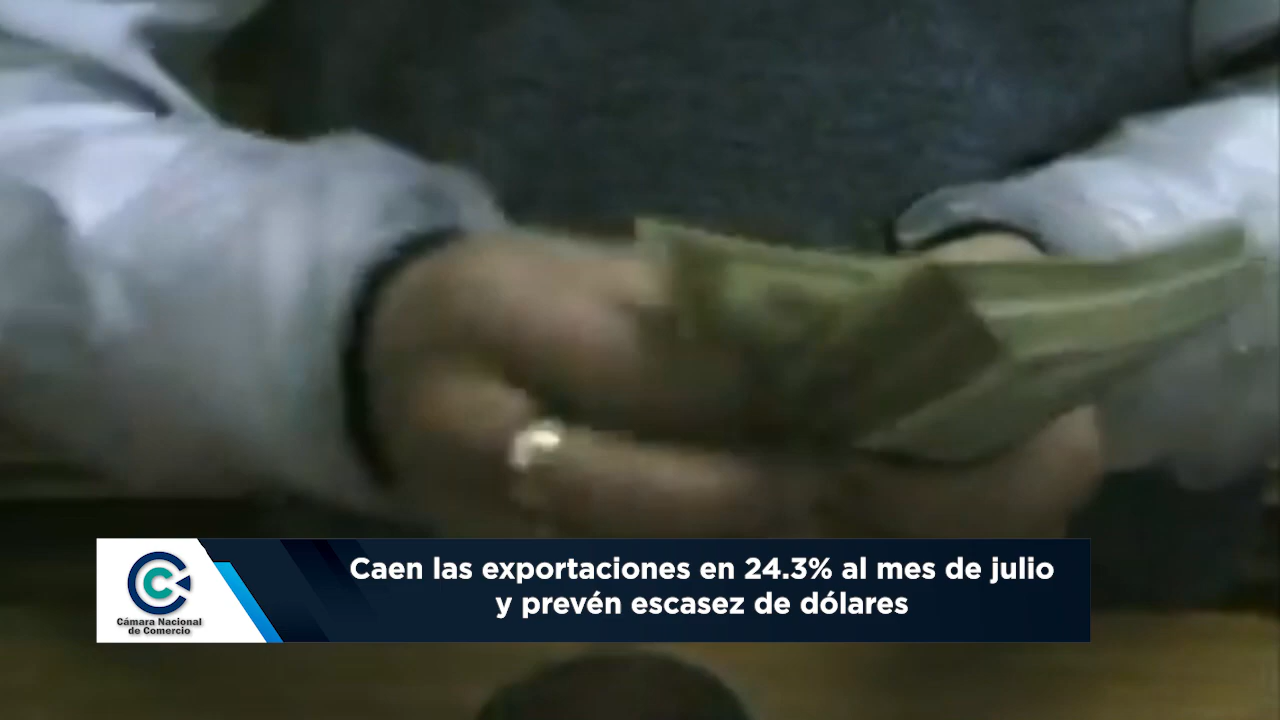 Caen las exportaciones en 24.3% al mes de julio
y prevén escasez de dólares
Cámara Nacional
de Comercio